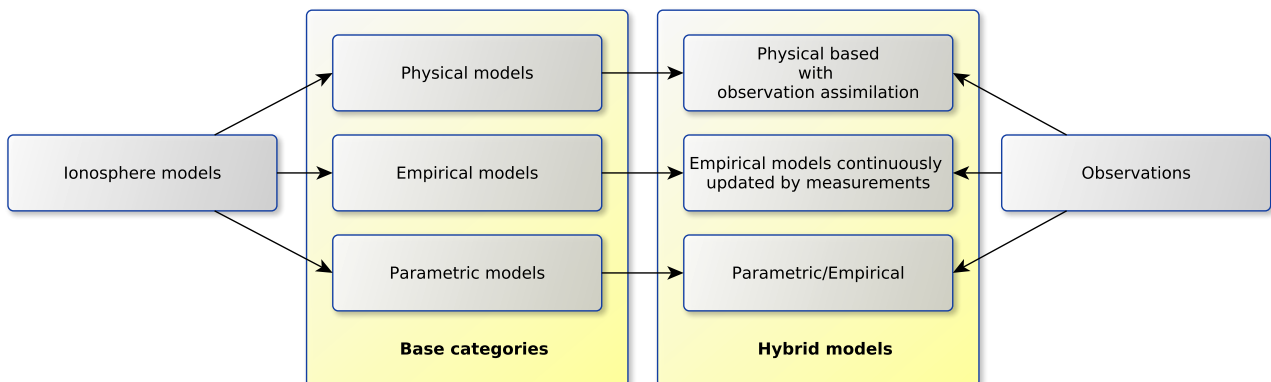 Ionosphere models
Physical models
Empirical models
Parametric models
Base categories
Physical based
with
observation assimilation
Empirical models continuously
updated by measurements
Parametric/Empirical
Hybrid models
Observations